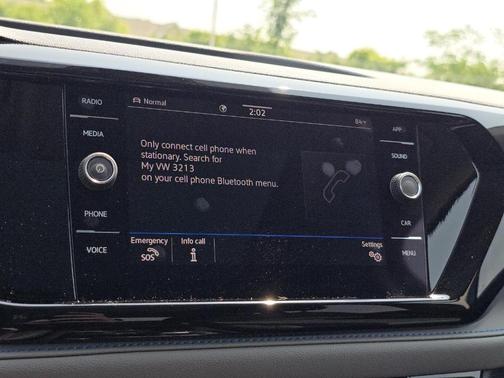 RADIO
MEDIA
PHONE
VOICE
Normal
2:02
84°F
Only connect cell phone when
stationary. Search for
My VW 3213
on your cell phone Bluetooth menu.
Emergency
SOS
Info call
Settings
APP
SOUND
CAR
MENU